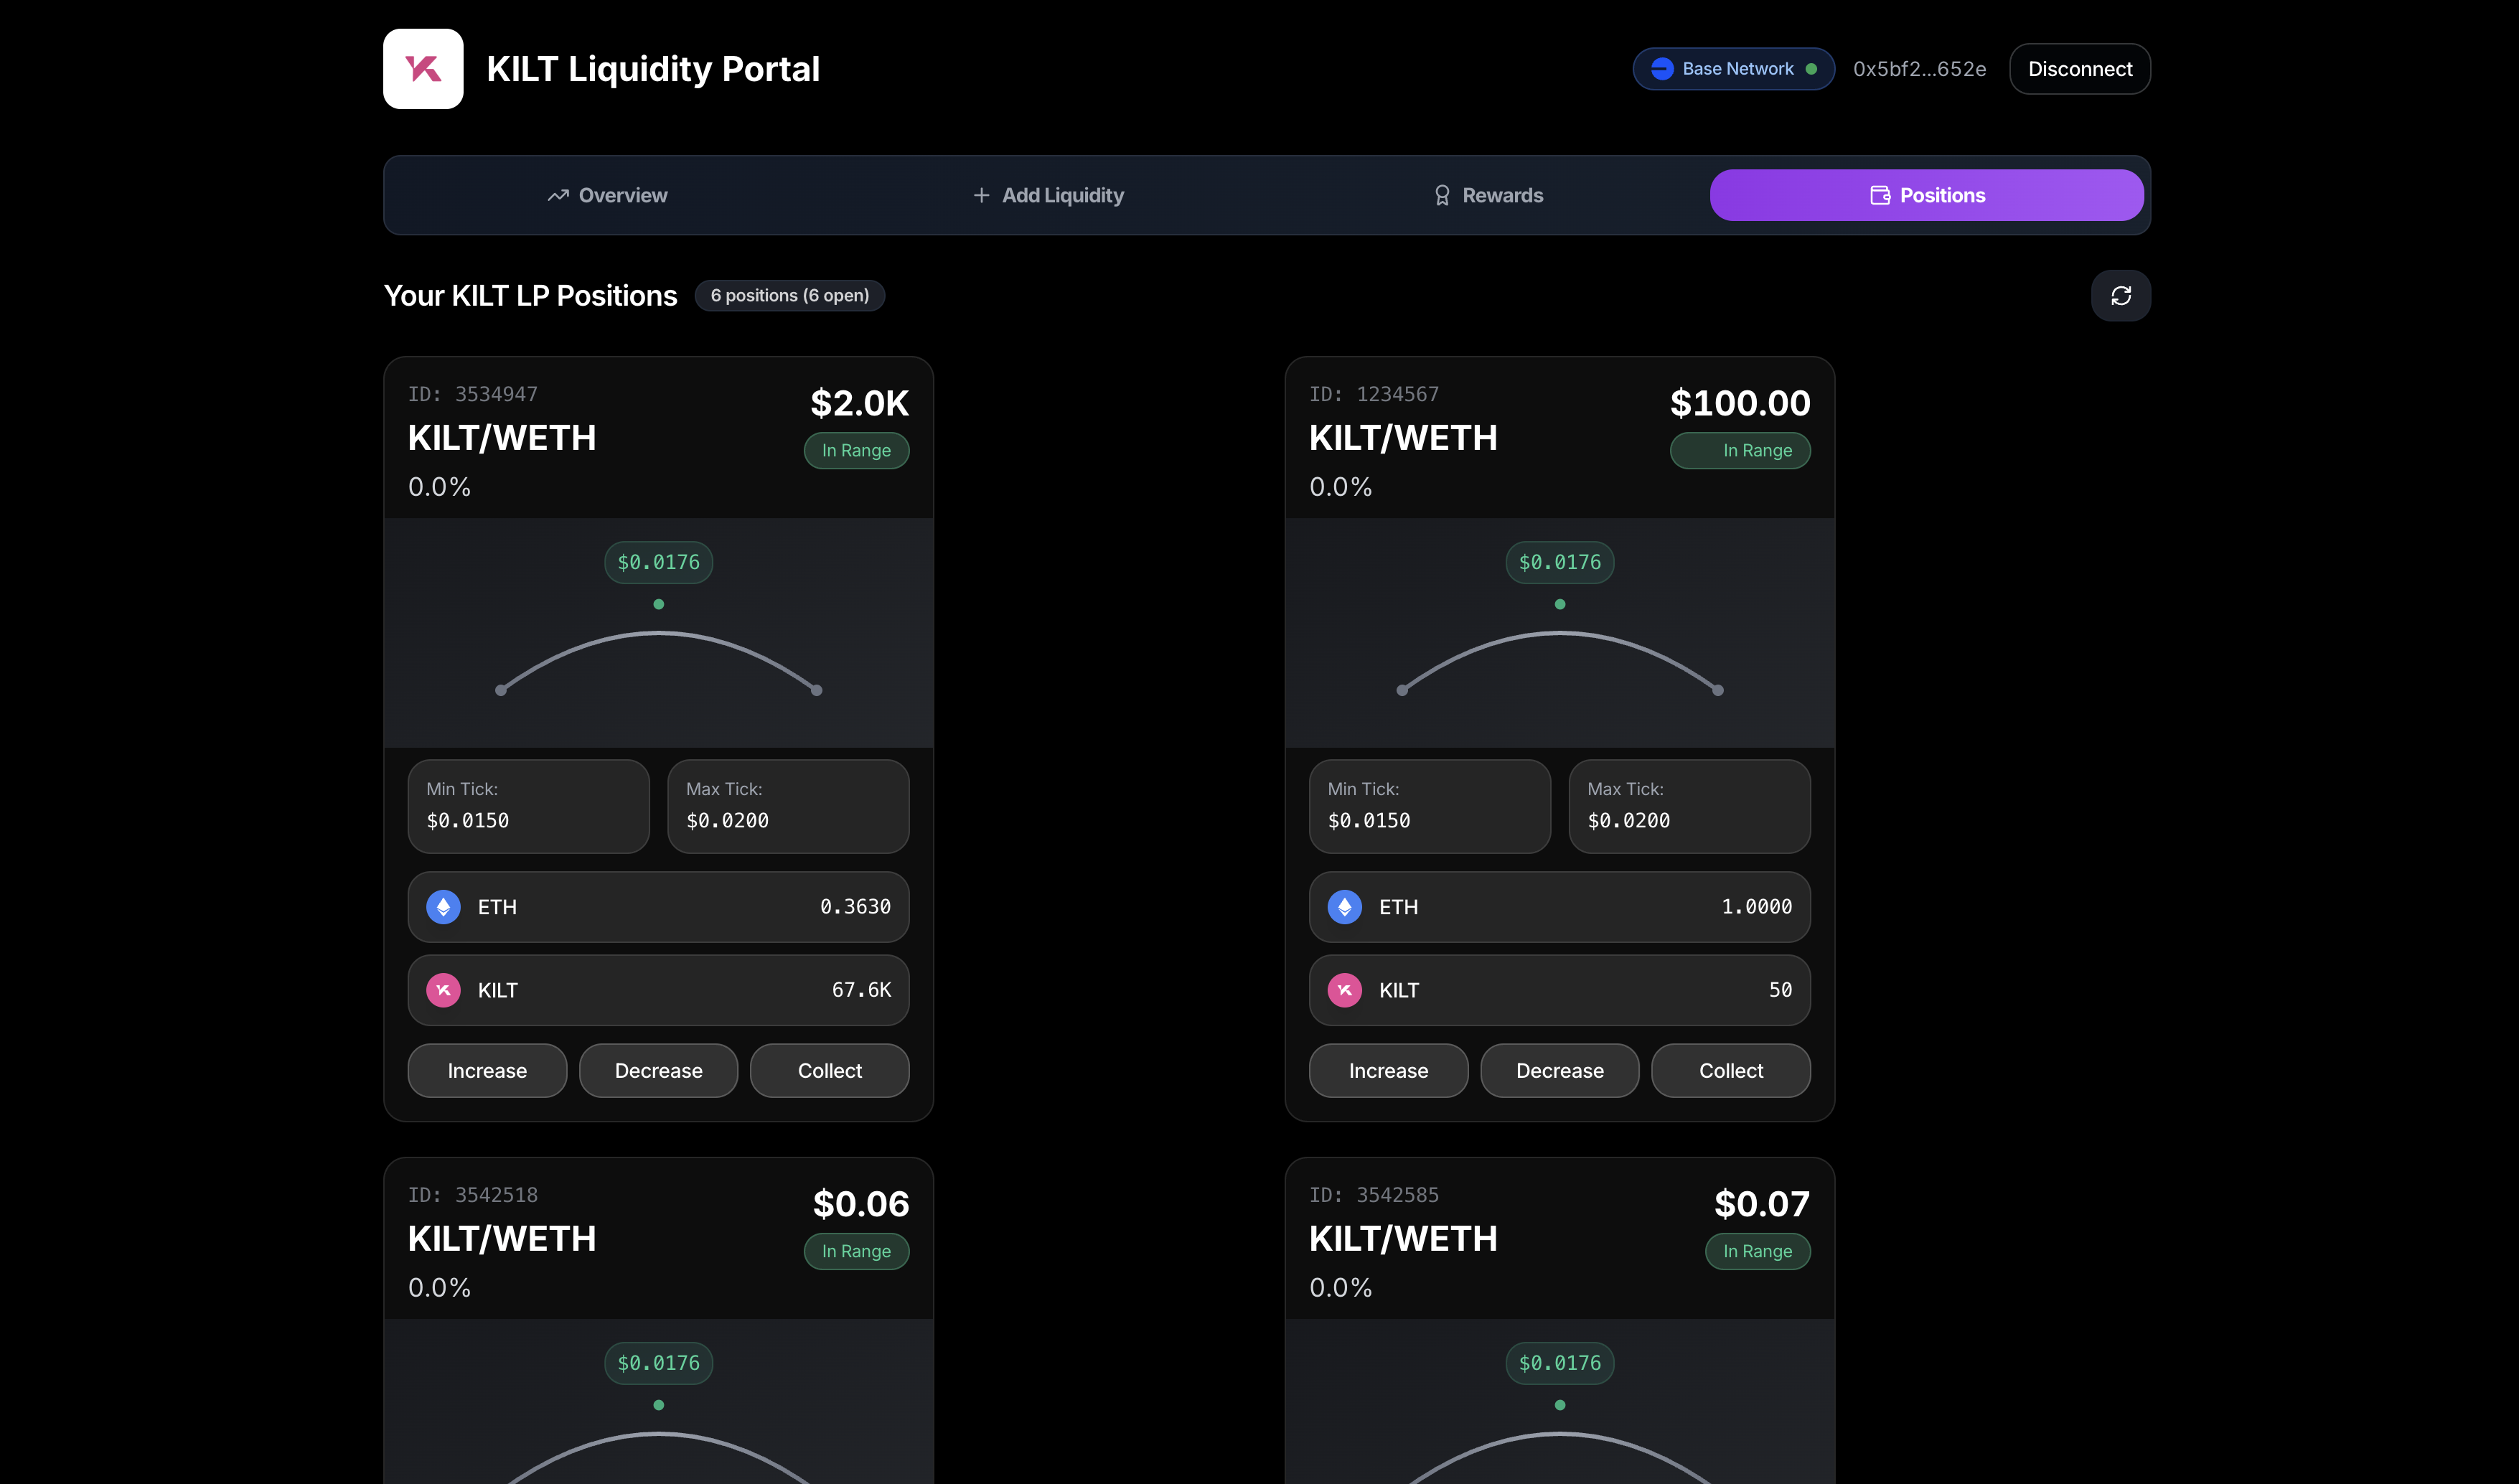 KILT Liquidity Portal
Base Network
0x5bf2...652e
Disconnect
Overview
Add Liquidity
Rewards
Positions
Your KILT LP Positions
6 positions (6 open)
ID: 3534947
KILT/WETH
0.0%
$2.0K
In Range
$0.0176
Min Tick:
$0.0150
Max Tick:
$0.0200
ETH
0.3630
KILT
67.6K
Increase
Decrease
Collect
ID: 1234567
KILT/WETH
0.0%
$100.00
In Range
$0.0176
Min Tick:
$0.0150
Max Tick:
$0.0200
ETH
1.0000
KILT
50
Increase
Decrease
Collect
ID: 3542518
KILT/WETH
0.0%
$0.06
In Range
$0.0176
ID: 3542585
KILT/WETH
0.0%
$0.07
In Range
$0.0176